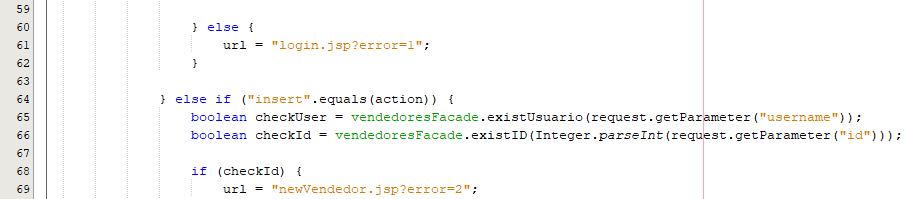 59
60 } else {
61 url = "login.jsp?error=1";
62 }
63
64 } else if ("insert".equals(action)) {
65 boolean checkUser = vendedoresFacade.existUsuario(request.getParameter("username"));
66 boolean checkId = vendedoresFacade.existID(Integer.parseInt(request.getParameter("id")));
67
68 if (checkId) {
69 url = "newVendedor.jsp?error=2";